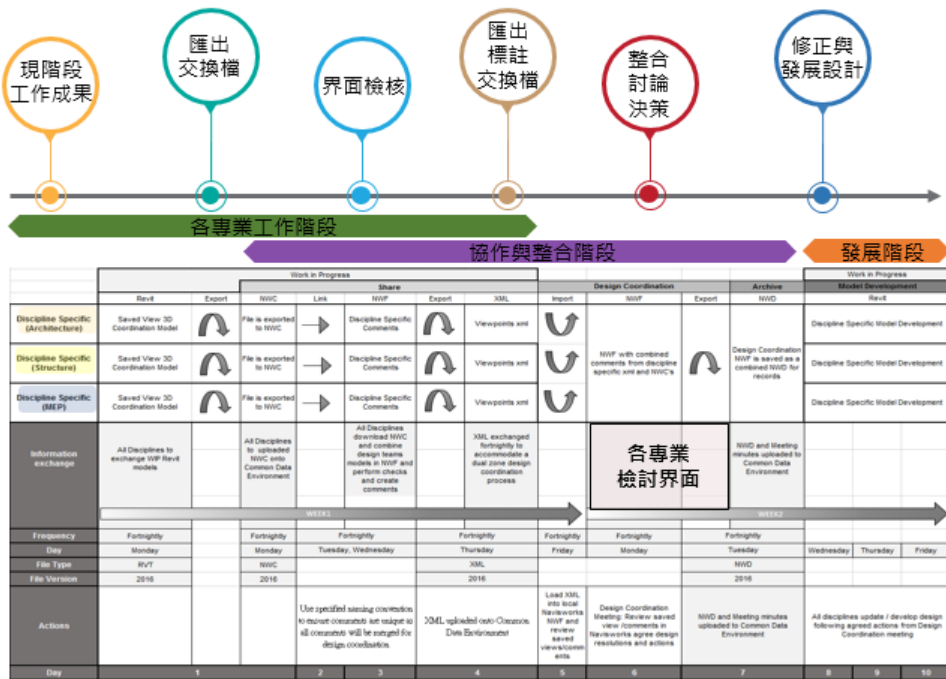 現階段
工作成果
匯出
交換檔
界面檢核
匯出
標註
交換檔
整合
討論
決策
修正與
發展設計
各專業工作階段
協作與整合階段
發展階段
Work in Progress
Work in Progress
Share
Design Coordination
Archive
Model Development
Revit
Export
NWC
Link
NWF
Export
XML
Import
NWF
Export
NWD
Revit
Discipline Specific
(Architecture)
Saved View 3D
Coordination Model
File is exported
to NWC
Discipline Specific
Comments
Viewpoints xml
Discipline Specific Model Development
Discipline Specific
(Structure)
Saved View 3D
Coordination Model
File is exported
to NWC
Discipline Specific
Comments
Viewpoints xml
NWF with combined
comments from discipline
specific xml and NWC's
Design Coordination
NWF is saved as a
combined NWD for
records
Discipline Specific Model Development
Discipline Specific
(MEP)
Saved View 3D
Coordination Model
File is exported
to NWC
Discipline Specific
Comments
Viewpoints xml
Discipline Specific Model Development
Information
exchange
All Disciplines to
exchange WIP Revit
models
All Disciplines
to uploaded
NWC onto
Common Data
Environment
All Disciplines
download NWC
and combine
design teams
models in NWF and
perform checks
and create
comments
XML exchanged
fortnightly to
accommodate a
dual zone design
coordination
process
各專業
檢討界面
NWD and Meeting
minutes uploaded to
Common Data
Environment
WEEK1
WEEK2
Frequency
Fortnightly
Fortnightly
Fortnightly
Fortnightly
Fortnightly
Fortnightly
Fortnightly
Day
Monday
Monday
Tuesday, Wednesday
Thursday
Friday
Monday
Tuesday
Wednesday
Thursday
Friday
File Type
RVT
NWC
XML
NWD
File Version
2016
2016
2016
2016
Actions
Use specified naming convention
to ensure comments are unique as
all comments will be merged for
design coordination
XML uploaded onto Common
Data Environment
Load XML
into local
Navisworks
NWF and
review
saved
views/comm
ents
Design Coordination
Meeting: Review saved
view /comments in
Navisworks agree design
resolutions and actions
NWD and Meeting minutes
uploaded to Common Data
Environment
All disciplines update / develop design
following agreed actions from Design
Coordination meeting
Day
1
2
3
4
5
6
7
8
9
10